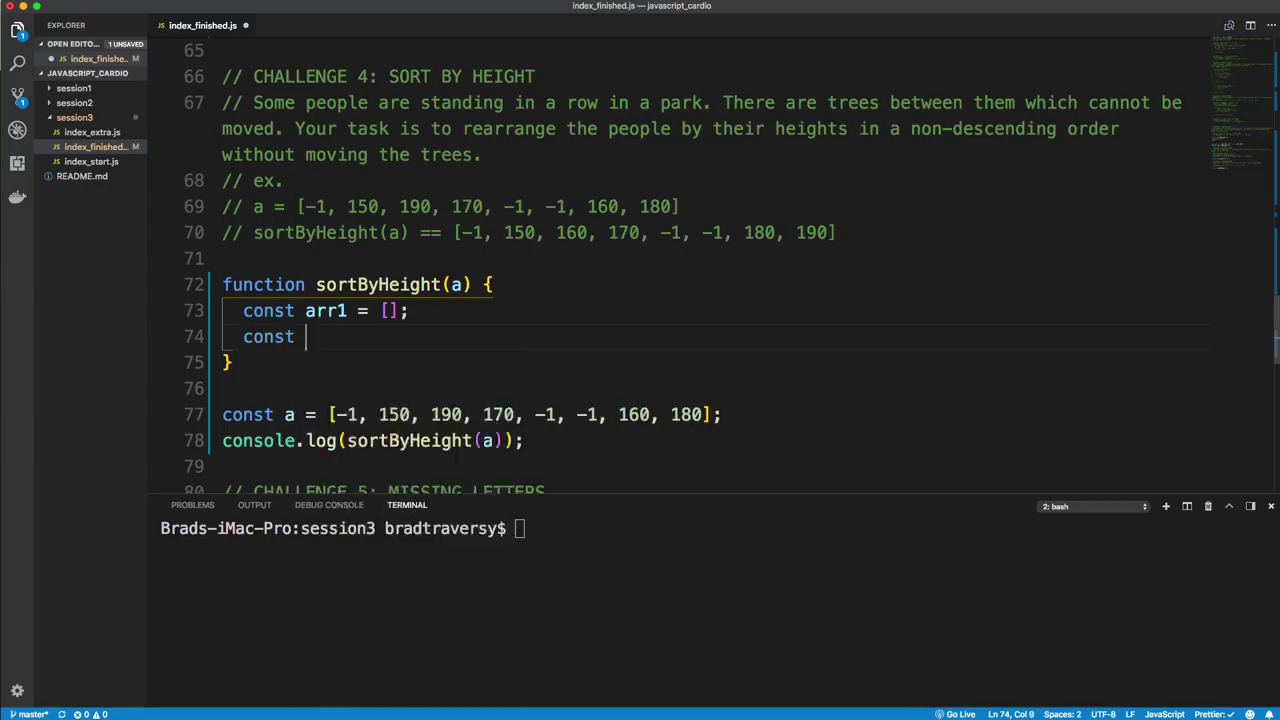 index_finished.js — javascript_cardio
EXPLORER
index_finished.js
OPEN EDITO... 1 UNSAVED
index_finishe... M
JAVASCRIPT_CARDIO
session1
session2
session3
index_extra.js
index_finished... M
index_start.js
README.md
65
66 // CHALLENGE 4: SORT BY HEIGHT
67 // Some people are standing in a row in a park. There are trees between them which cannot be
moved. Your task is to rearrange the people by their heights in a non-descending order
without moving the trees.
68 // ex.
69 // a = [-1, 150, 190, 170, -1, -1, 160, 180]
70 // sortByHeight(a) == [-1, 150, 160, 170, -1, -1, 180, 190]
71
72 function sortByHeight(a) {
73 const arr1 = [];
74 const
75 }
76
77 const a = [-1, 150, 190, 170, -1, -1, 160, 180];
78 console.log(sortByHeight(a));
79
80 // CHALLENGE 5: MISSING LETTERS
PROBLEMS OUTPUT DEBUG CONSOLE TERMINAL 2: bash
Brads-iMac-Pro:session3 bradtraversy$
master* 0 0 Go Live Ln 74, Col 9 Spaces: 2 UTF-8 LF JavaScript Prettier: ✓